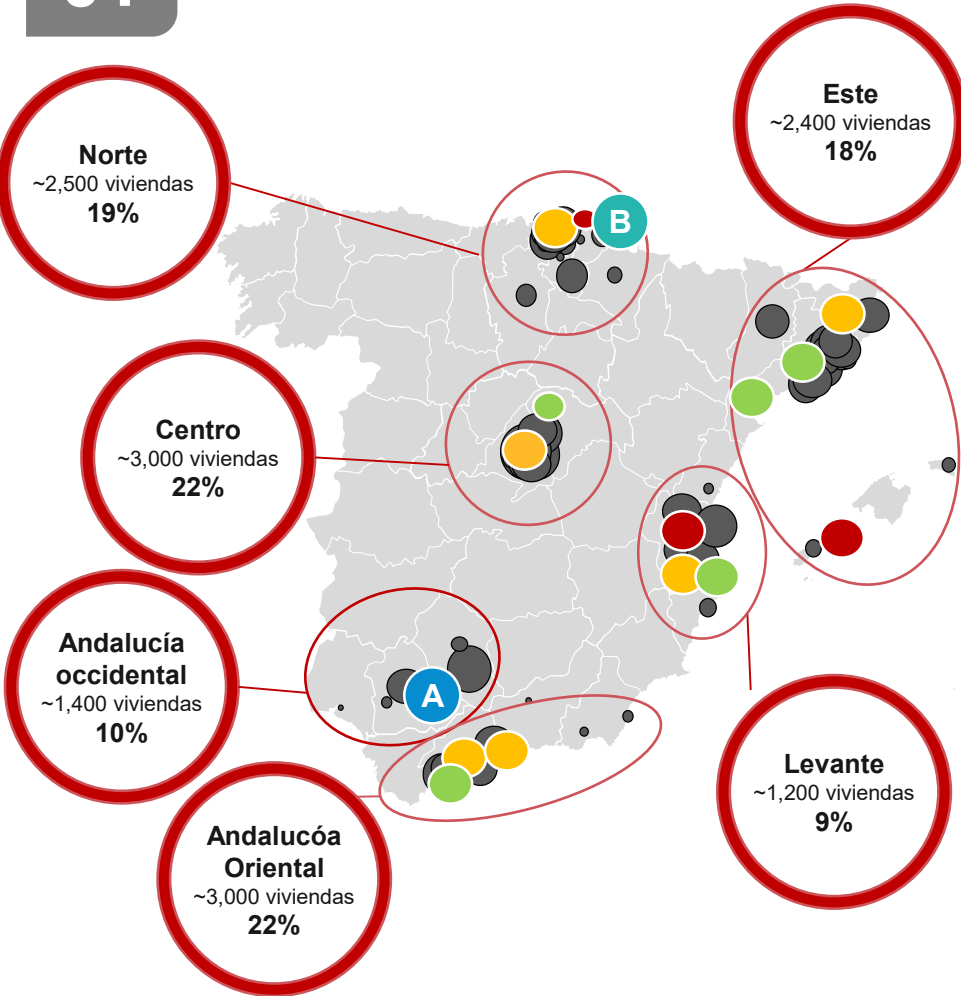 Este
~2,400 viviendas
18%
Norte
~2,500 viviendas
19%
B
Centro
~3,000 viviendas
22%
Andalucía
occidental
~1,400 viviendas
10%
A
Levante
~1,200 viviendas
9%
Andalucóa
Oriental
~3,000 viviendas
22%